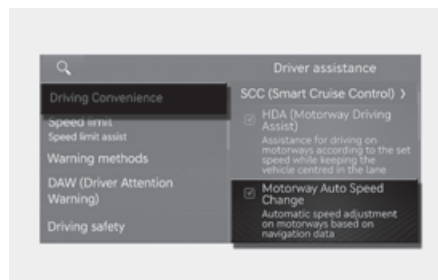 Driver assistance
Driving Convenience
Speed limit
Speed limit assist
Warning methods
DAW (Driver Attention
Warning)
Driving safety
SCC (Smart Cruise Control) >
HDA (Motorway Driving
Assist)
Assistance for driving on
motorways according to the set
speed while keeping the
vehicle centred in the lane
Motorway Auto Speed
Change
Automatic speed adjustment
on motorways based on
navigation data